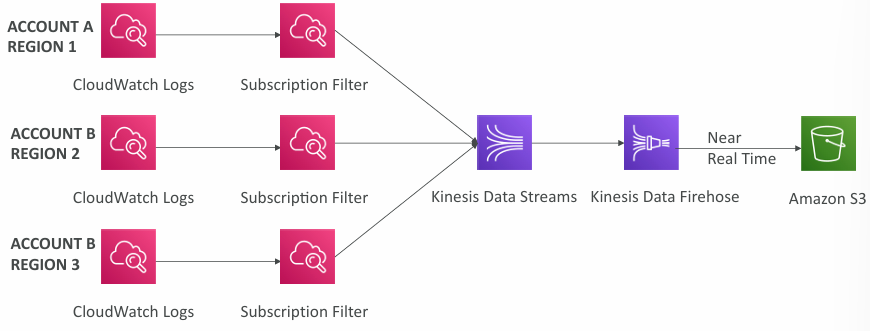 ACCOUNT A
REGION 1
CloudWatch Logs
Subscription Filter
ACCOUNT B
REGION 2
CloudWatch Logs
Subscription Filter
Kinesis Data Streams
Kinesis Data Firehose
Near
Real Time
Amazon S3
ACCOUNT B
REGION 3
CloudWatch Logs
Subscription Filter